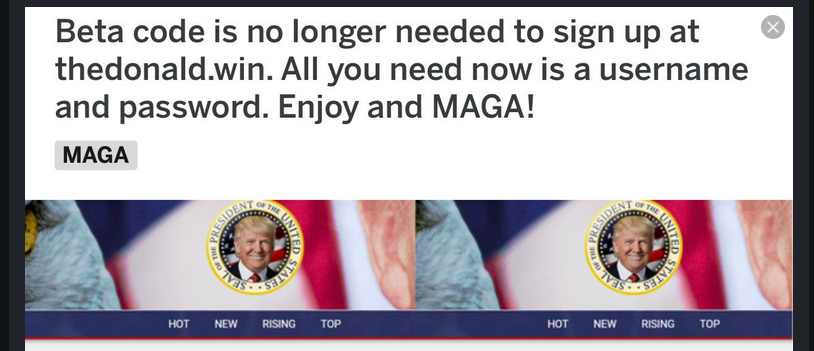 Beta code is no longer needed to sign up at
thedonald.win. All you need now is a username
and password. Enjoy and MAGA!
MAGA
SEAL OF THE PRESIDENT OF THE UNITED STATES
SEAL OF THE PRESIDENT OF THE UNITED STATES
HOT NEW RISING TOP
HOT NEW RISING TOP